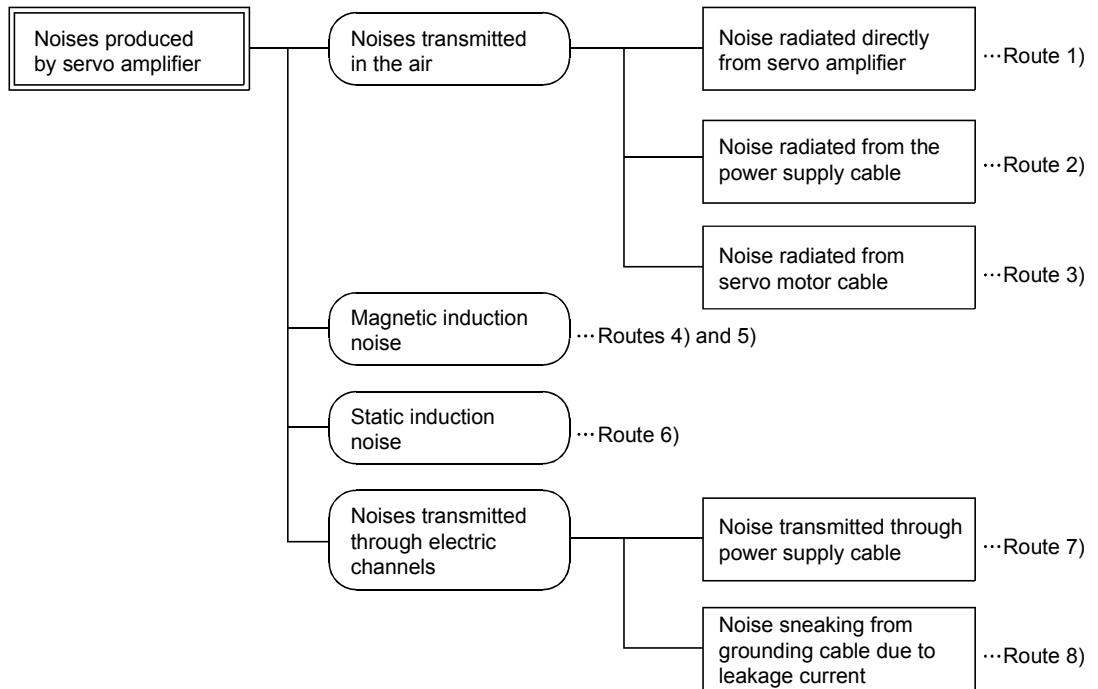 Noises produced
by servo amplifier
Noises transmitted
in the air
Noise radiated directly
from servo amplifier
…Route 1)
Noise radiated from the
power supply cable
…Route 2)
Noise radiated from
servo motor cable
…Route 3)
Magnetic induction
noise
…Routes 4) and 5)
Static induction
noise
…Route 6)
Noises transmitted
through electric
channels
Noise transmitted through
power supply cable
…Route 7)
Noise sneaking from
grounding cable due to
leakage current
…Route 8)